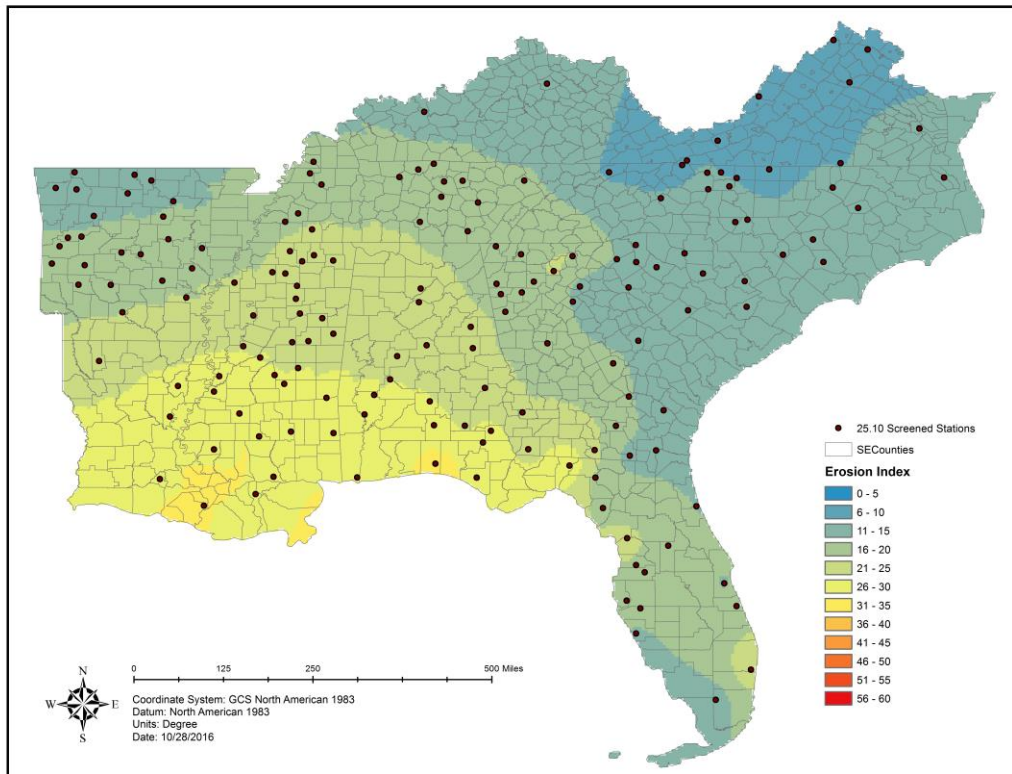 25.10 Screened Stations
SECounties
Erosion Index
0 - 5
6 - 10
11 - 15
16 - 20
21 - 25
26 - 30
31 - 35
36 - 40
41 - 45
46 - 50
51 - 55
56 - 60
0 125 250 500 Miles
N
W E
S
Coordinate System: GCS North American 1983
Datum: North American 1983
Units: Degree
Date: 10/28/2016